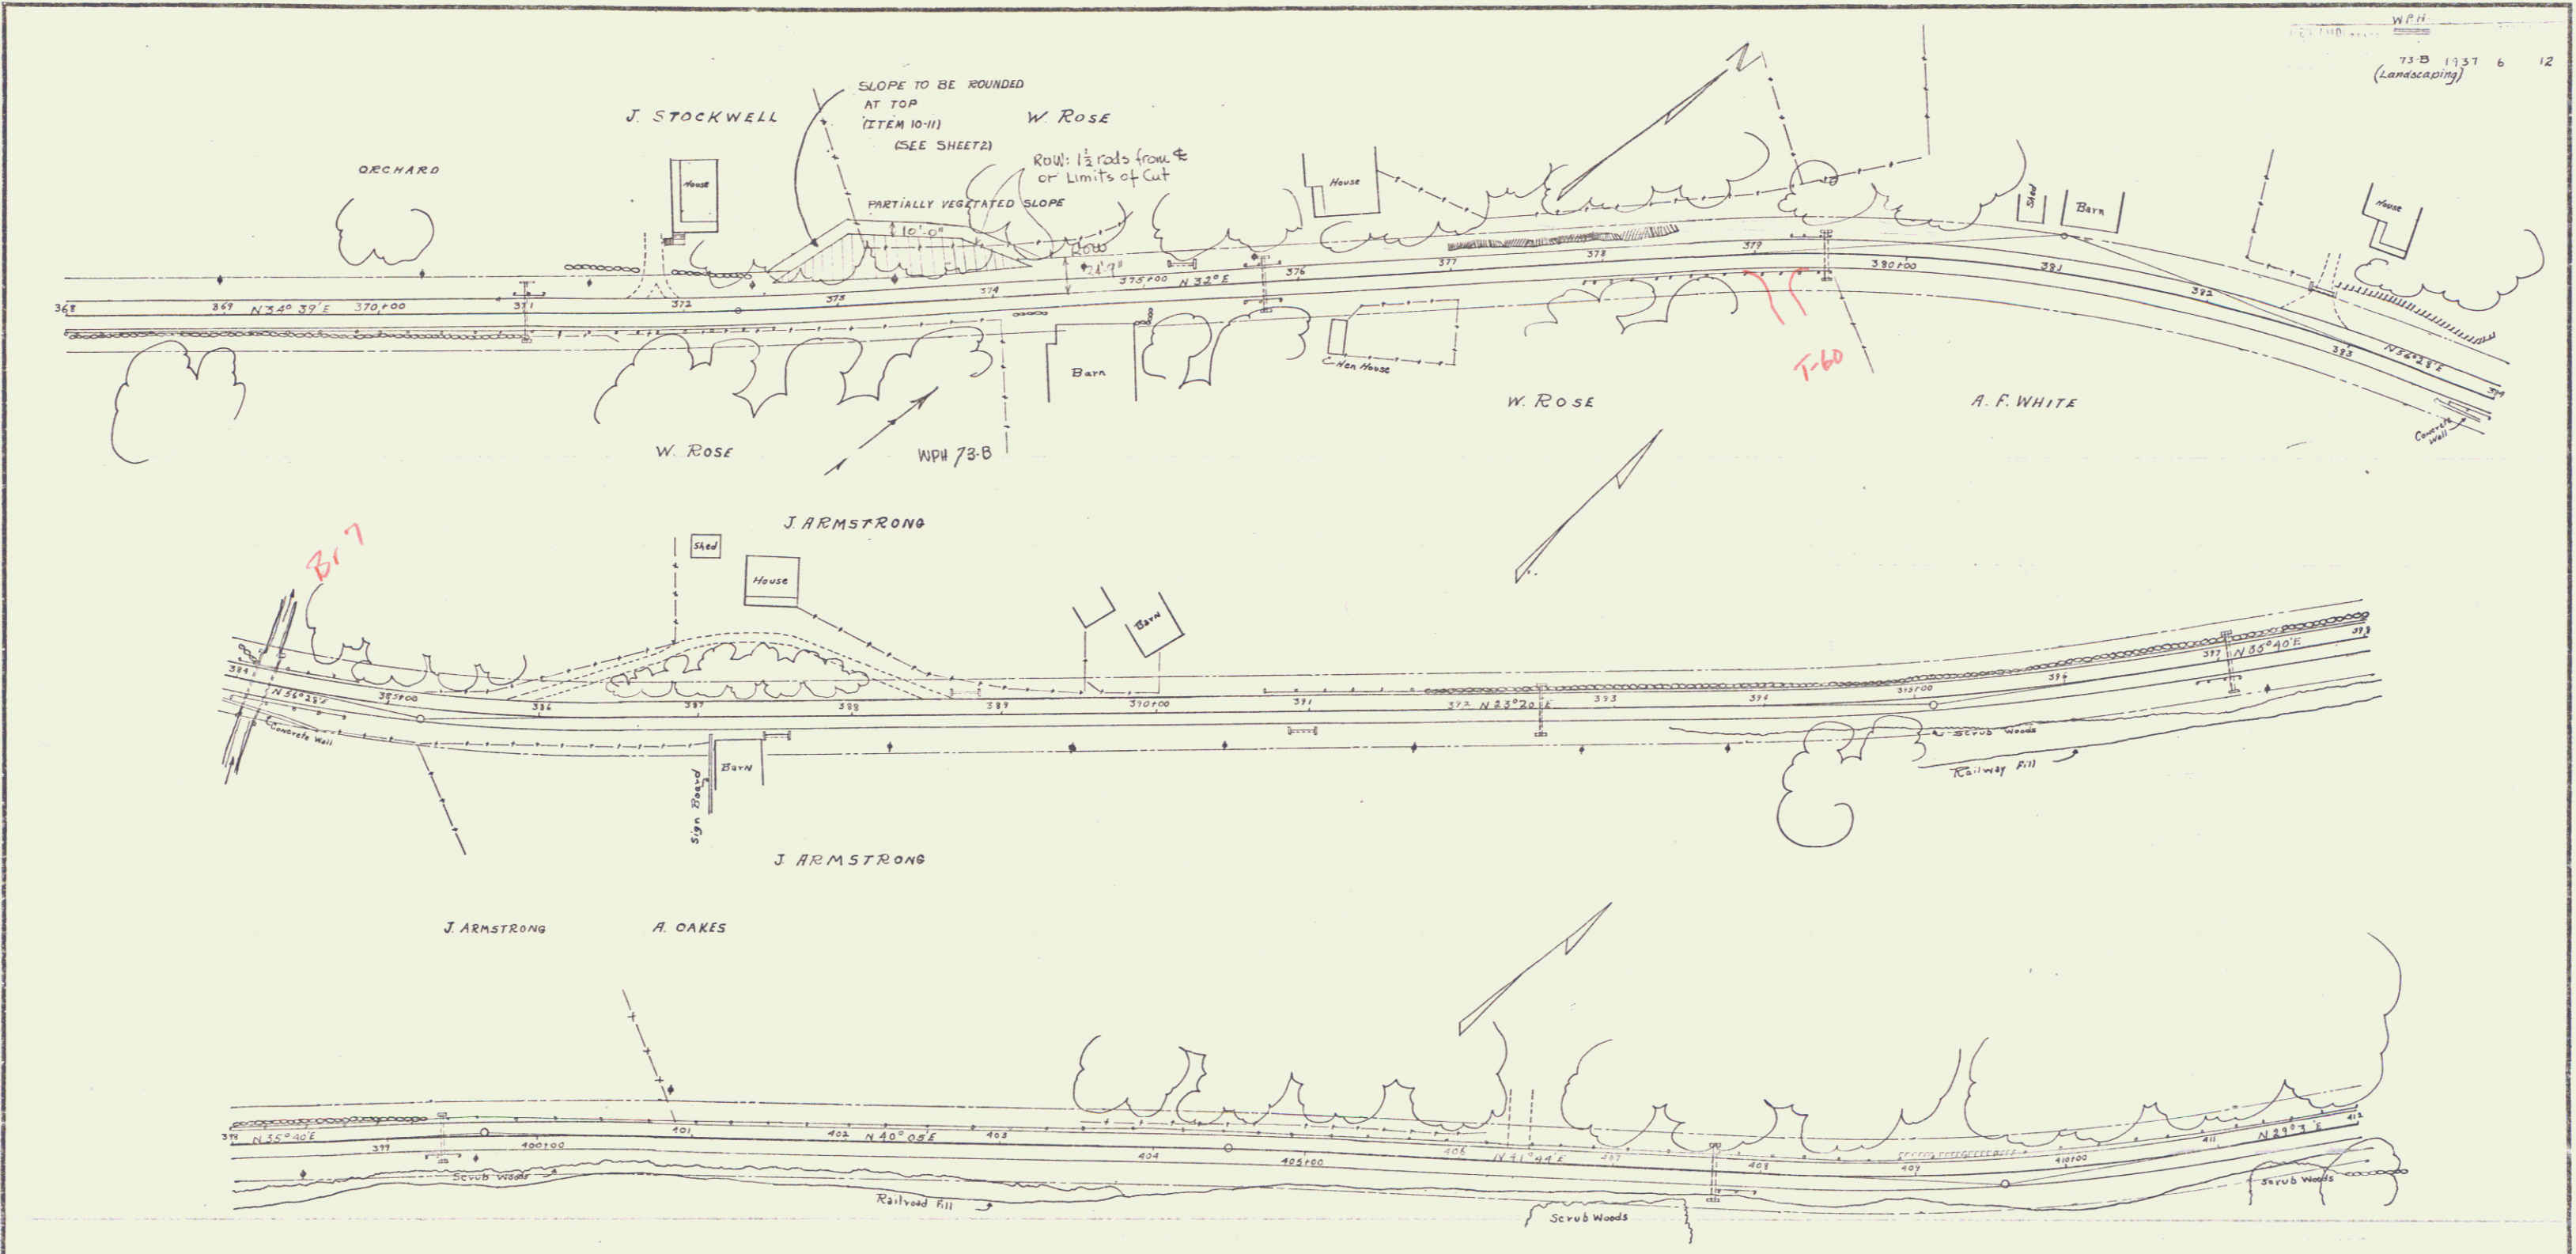 WPH
73-B 1937 6 12
(Landscaping)
SLOPE TO BE ROUNDED
AT TOP
(ITEM 10-11)
(SEE SHEET 2)
J. STOCKWELL
W. ROSE
ROW: 1½ rods from ℄
or Limits of Cut
ORCHARD
House
House
Shed
Barn
House
PARTIALLY VEGETATED SLOPE
10'-0"
ROW
24'-9"
368
369
N 34° 39' E
370+00
371
372
373
374
375+00
N 32° E
376
377
378
379
380+00
381
382
383
N 56° 28' E
384
Barn
Hen House
T-60
Concrete
Wall
W. ROSE
A. F. WHITE
W. ROSE
WPH 73-B
J. ARMSTRONG
Br 7
Shed
House
Barn
384
N 56° 28' E
385+00
386
387
388
389
390+00
391
392
N 23° 20' E
393
394
395+00
396
397
N 35° 40' E
398
Concrete Wall
Sign Board
Barn
Scrub Woods
Railway Fill
J. ARMSTRONG
J. ARMSTRONG
A. OAKES
398
N 35° 40' E
399
400+00
401
402
N 40° 05' E
403
404
405+00
406
N 41° 44' E
407
408
409
410+00
411
412
Scrub Woods
Railroad Fill
Scrub Woods
Scrub Woods